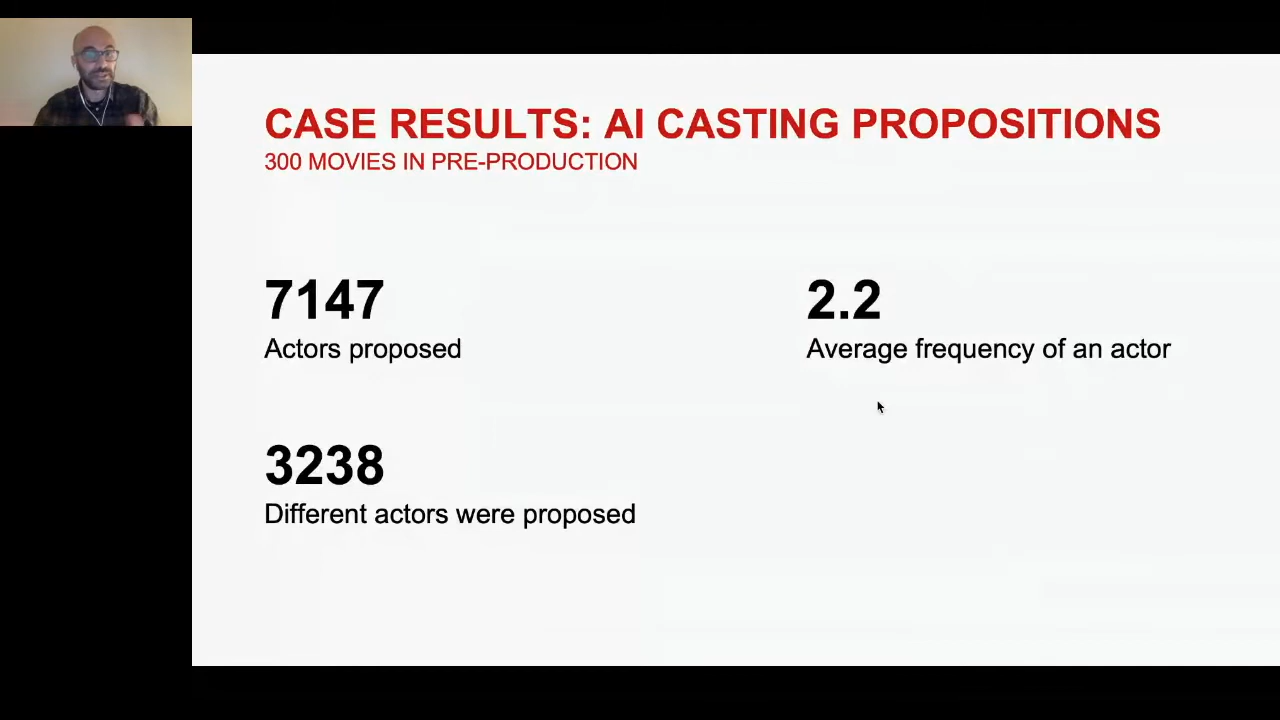 CASE RESULTS: AI CASTING PROPOSITIONS
300 MOVIES IN PRE-PRODUCTION
7147
Actors proposed
2.2
Average frequency of an actor
3238
Different actors were proposed